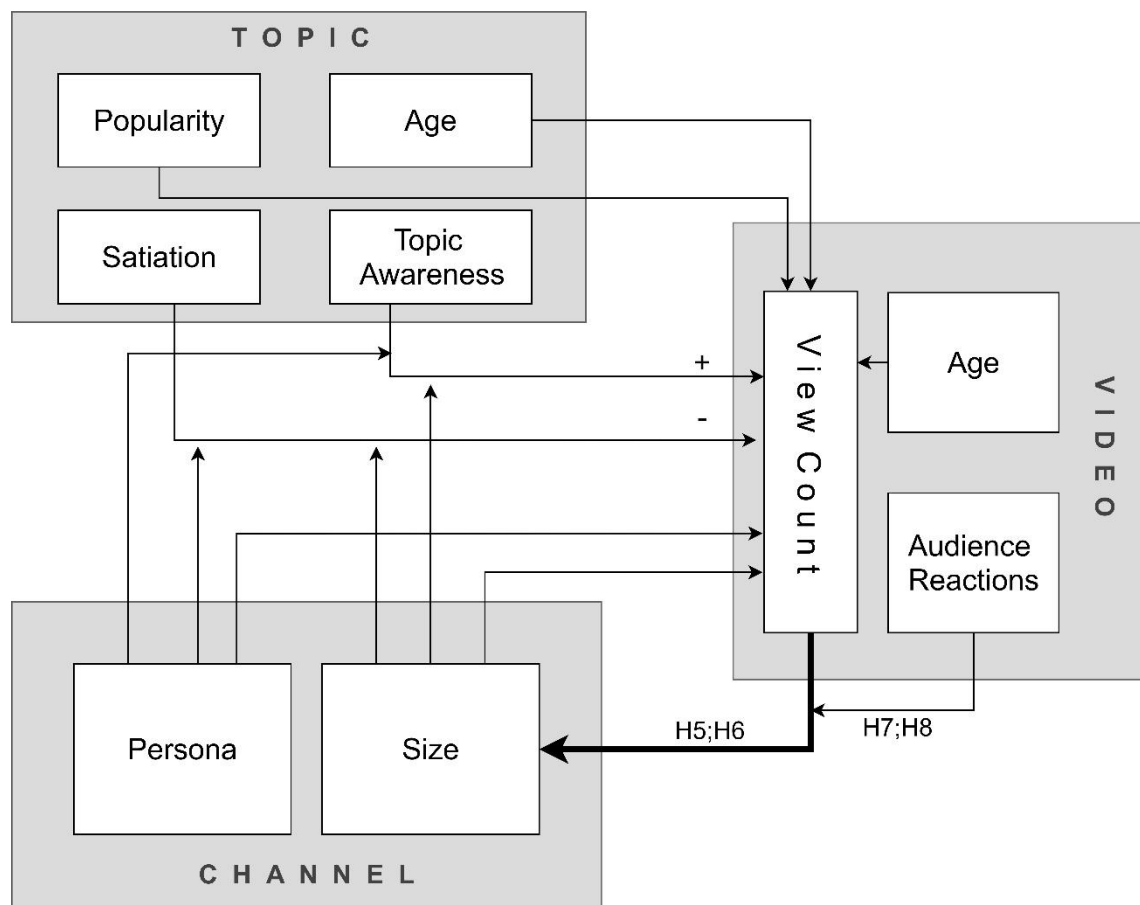 TOPIC
Popularity
Age
Satiation
Topic
Awareness
+
-
View Count
Age
Audience
Reactions
VIDEO
H5;H6
H7;H8
Persona
Size
CHANNEL